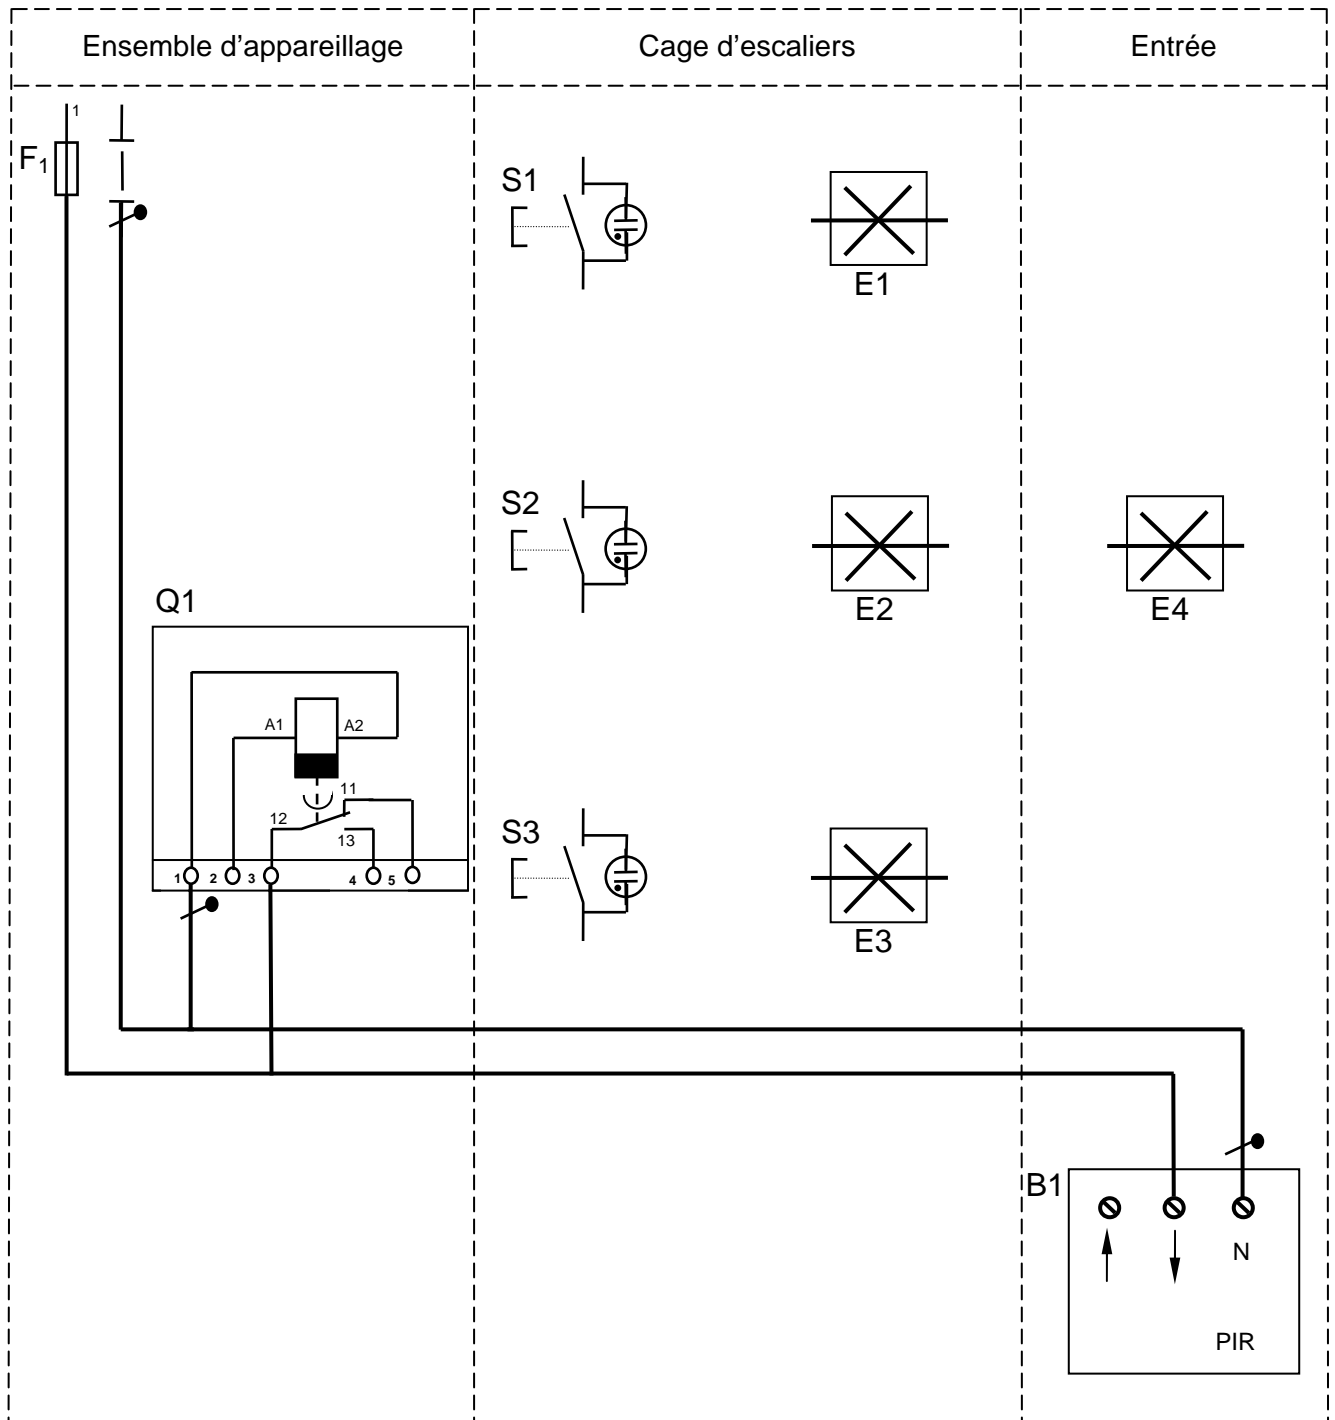 Ensemble d'appareillage
Cage d'escaliers
Entrée
1
F1
S1
E1
S2
E2
E4
Q1
A1
A2
11
12
13
1
2
3
4
5
S3
E3
B1
N
PIR